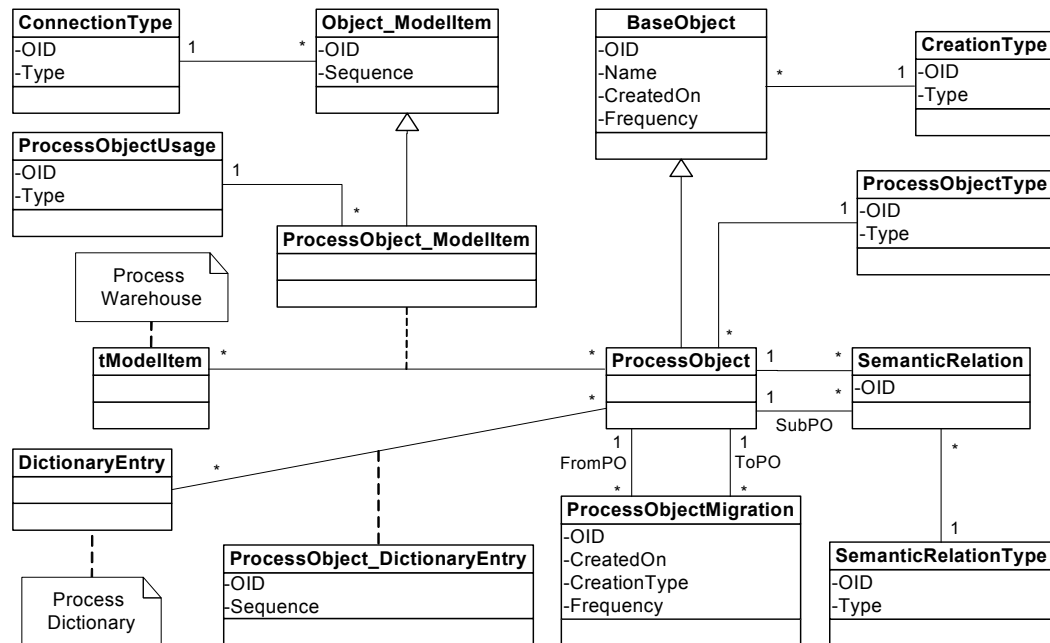 ConnectionType
-OID
-Type
1
*
Object_ModelItem
-OID
-Sequence
BaseObject
-OID
-Name
-CreatedOn
-Frequency
*
1
CreationType
-OID
-Type
ProcessObjectUsage
-OID
-Type
1
*
ProcessObject_ModelItem
ProcessObjectType
-OID
-Type
1
*
Process
Warehouse
tModelItem
*
*
ProcessObject
1
*
1
*
SubPO
SemanticRelation
-OID
DictionaryEntry
*
*
1
FromPO
*
1
ToPO
*
*
1
ProcessObjectMigration
-OID
-CreatedOn
-CreationType
-Frequency
SemanticRelationType
-OID
-Type
ProcessObject_DictionaryEntry
-OID
-Sequence
Process
Dictionary